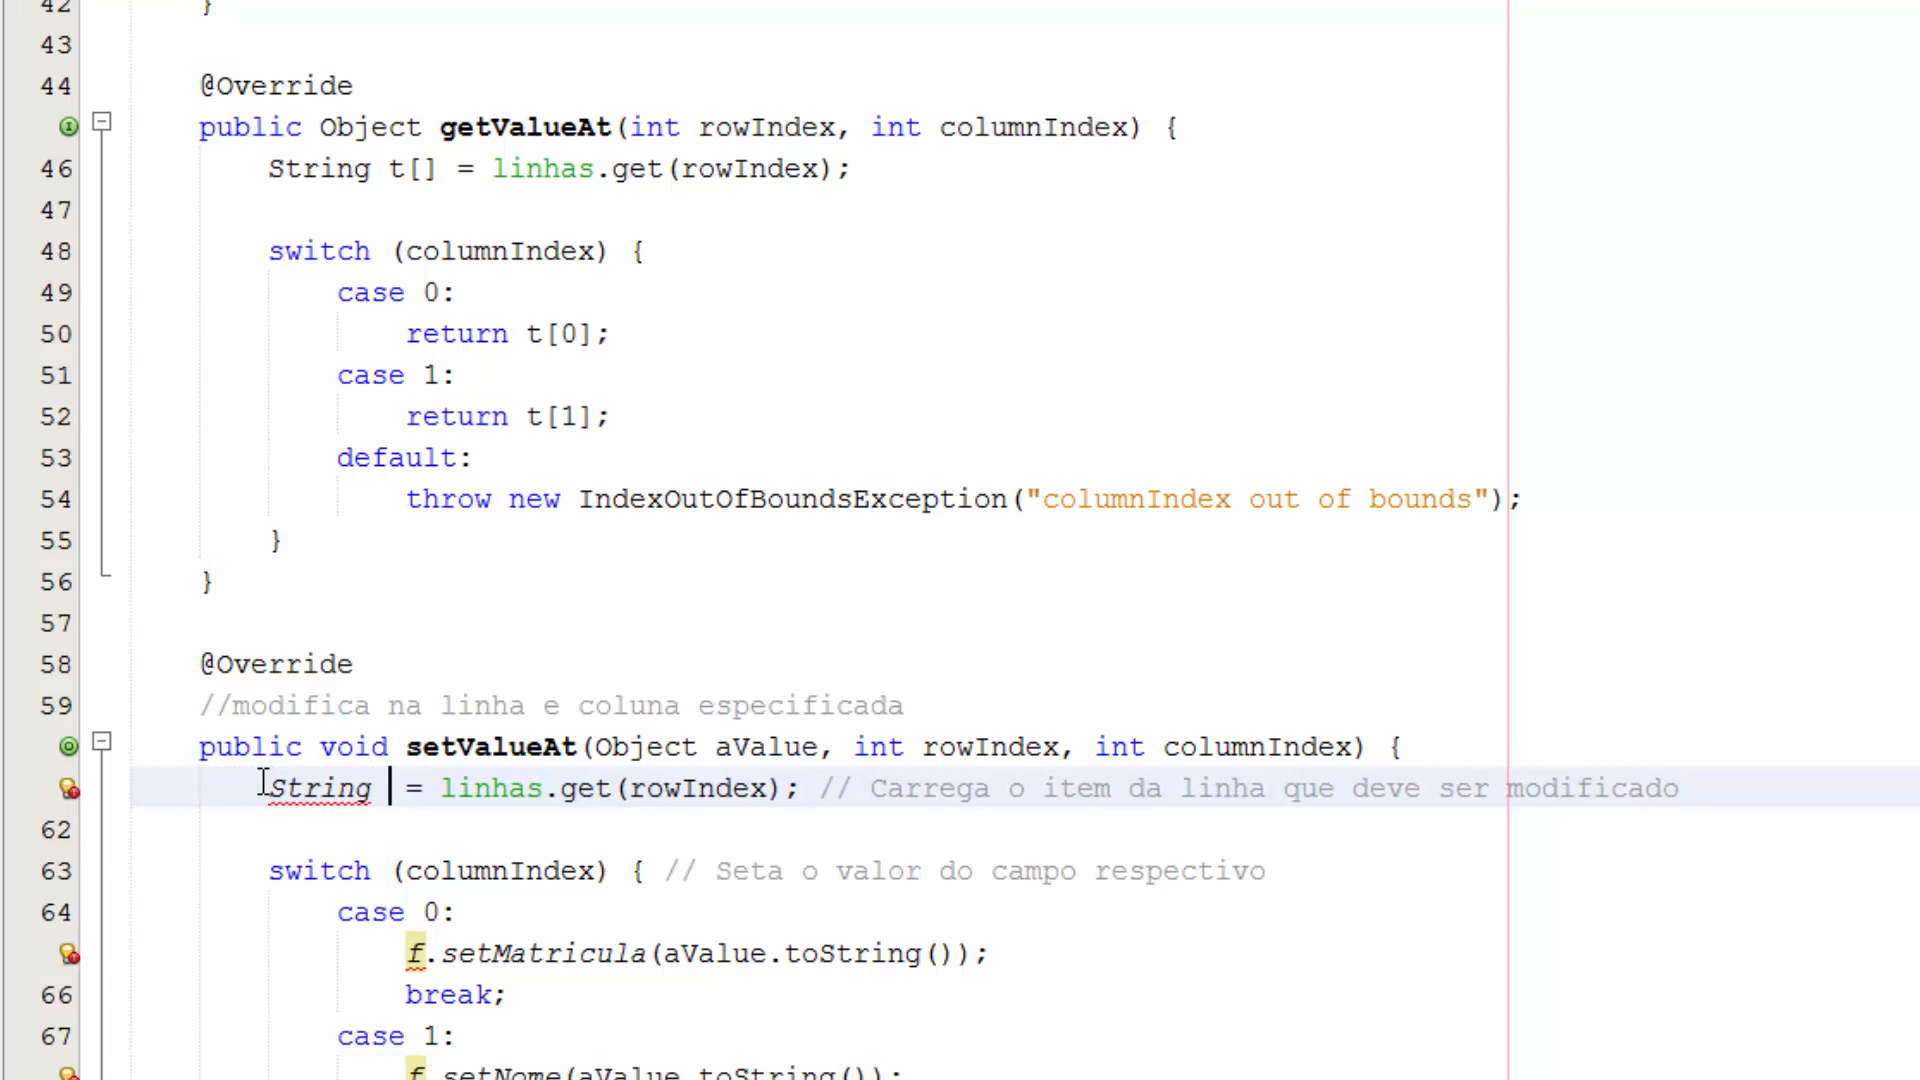 42 }
43
44 @Override
public Object getValueAt(int rowIndex, int columnIndex) {
46 String t[] = linhas.get(rowIndex);
47
48 switch (columnIndex) {
49 case 0:
50 return t[0];
51 case 1:
52 return t[1];
53 default:
54 throw new IndexOutOfBoundsException("columnIndex out of bounds");
55 }
56 }
57
58 @Override
59 //modifica na linha e coluna especificada
public void setValueAt(Object aValue, int rowIndex, int columnIndex) {
String = linhas.get(rowIndex); // Carrega o item da linha que deve ser modificado
62
63 switch (columnIndex) { // Seta o valor do campo respectivo
64 case 0:
f.setMatricula(aValue.toString());
66 break;
67 case 1:
f.setNome(aValue.toString());